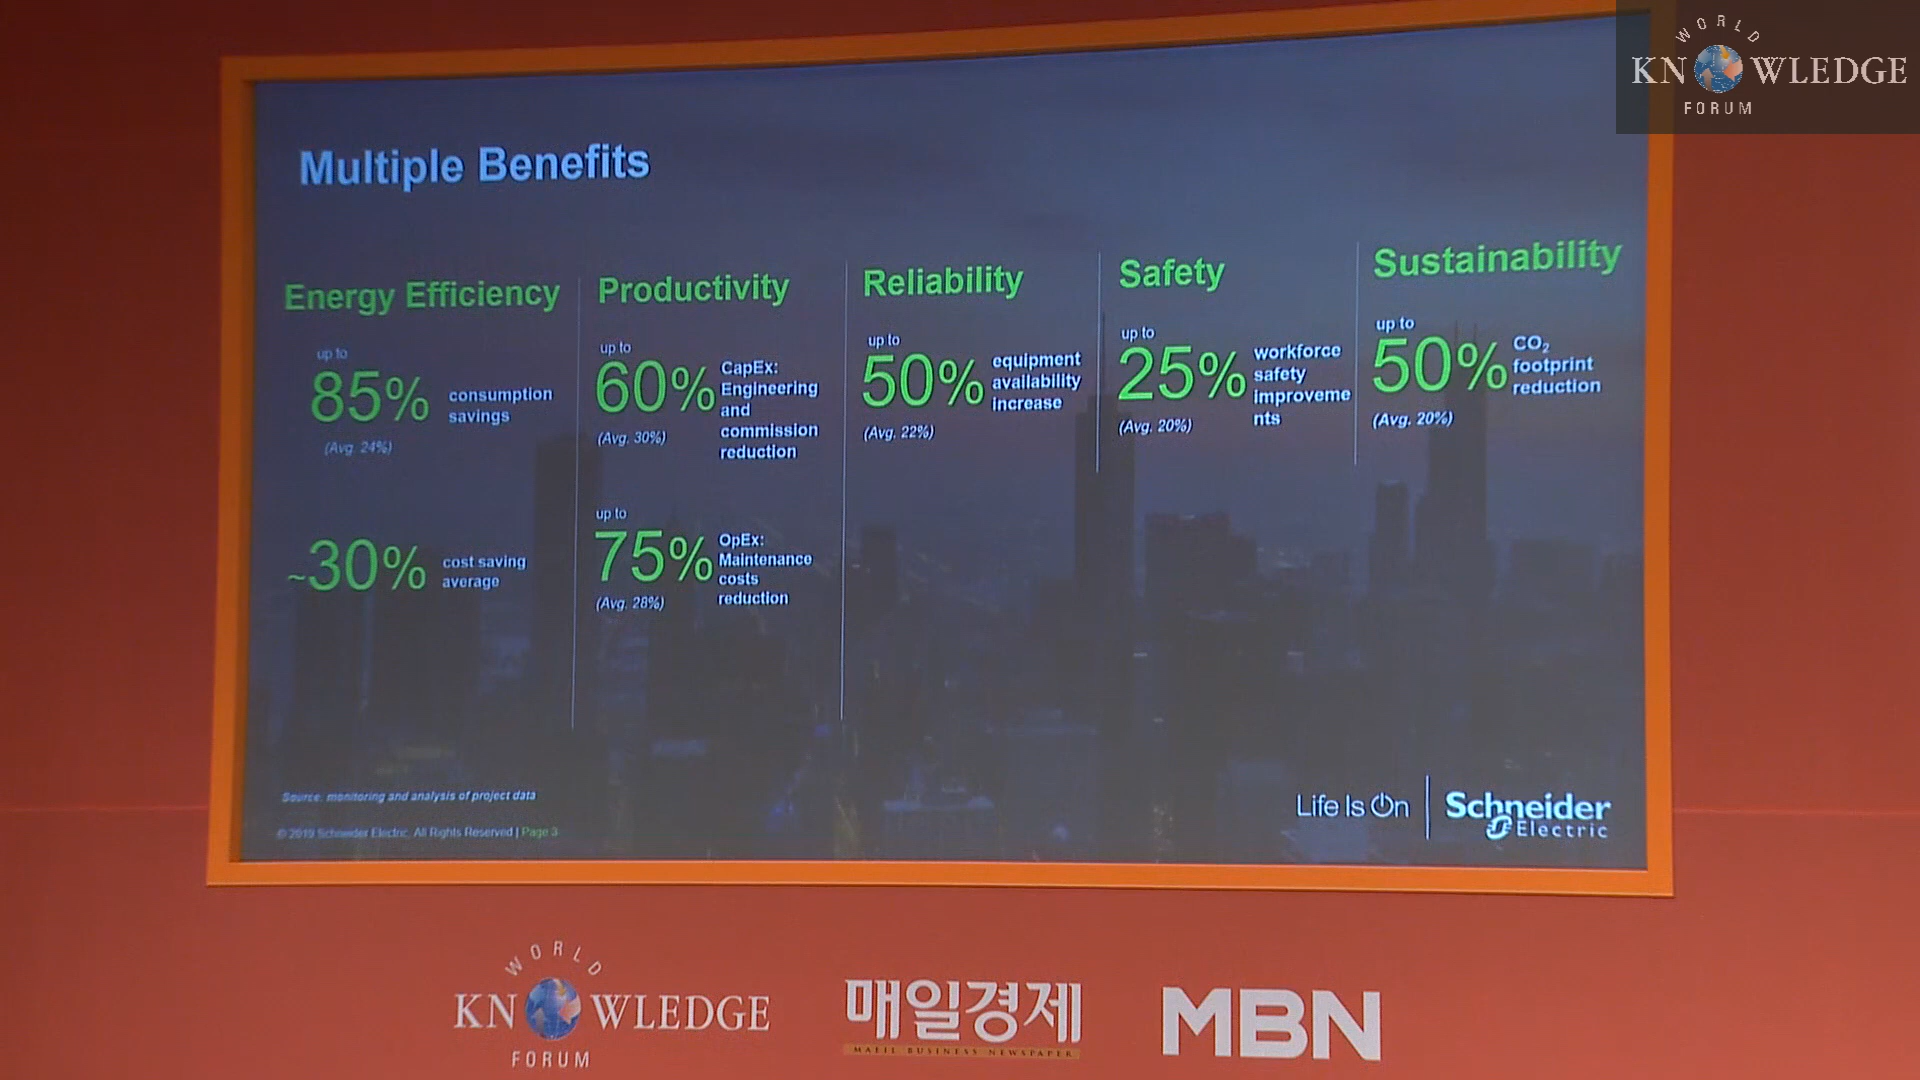 WORLD
KNOWLEDGE
FORUM
Multiple Benefits
Energy Efficiency
up to
85%
consumption
savings
(Avg. 24%)
~30%
cost saving
average
Productivity
up to
60%
CapEx:
Engineering
and
commission
reduction
(Avg. 30%)
up to
75%
OpEx:
Maintenance
costs
reduction
(Avg. 28%)
Reliability
up to
50%
equipment
availability
increase
(Avg. 22%)
Safety
up to
25%
workforce
safety
improveme
nts
(Avg. 20%)
Sustainability
up to
50%
CO₂
footprint
reduction
(Avg. 20%)
Source: monitoring and analysis of project data
© 2019 Schneider Electric, All Rights Reserved | Page 3
Life Is On
Schneider
Electric
WORLD
KNOWLEDGE
FORUM
매일경제
MAEIL BUSINESS NEWSPAPER
MBN